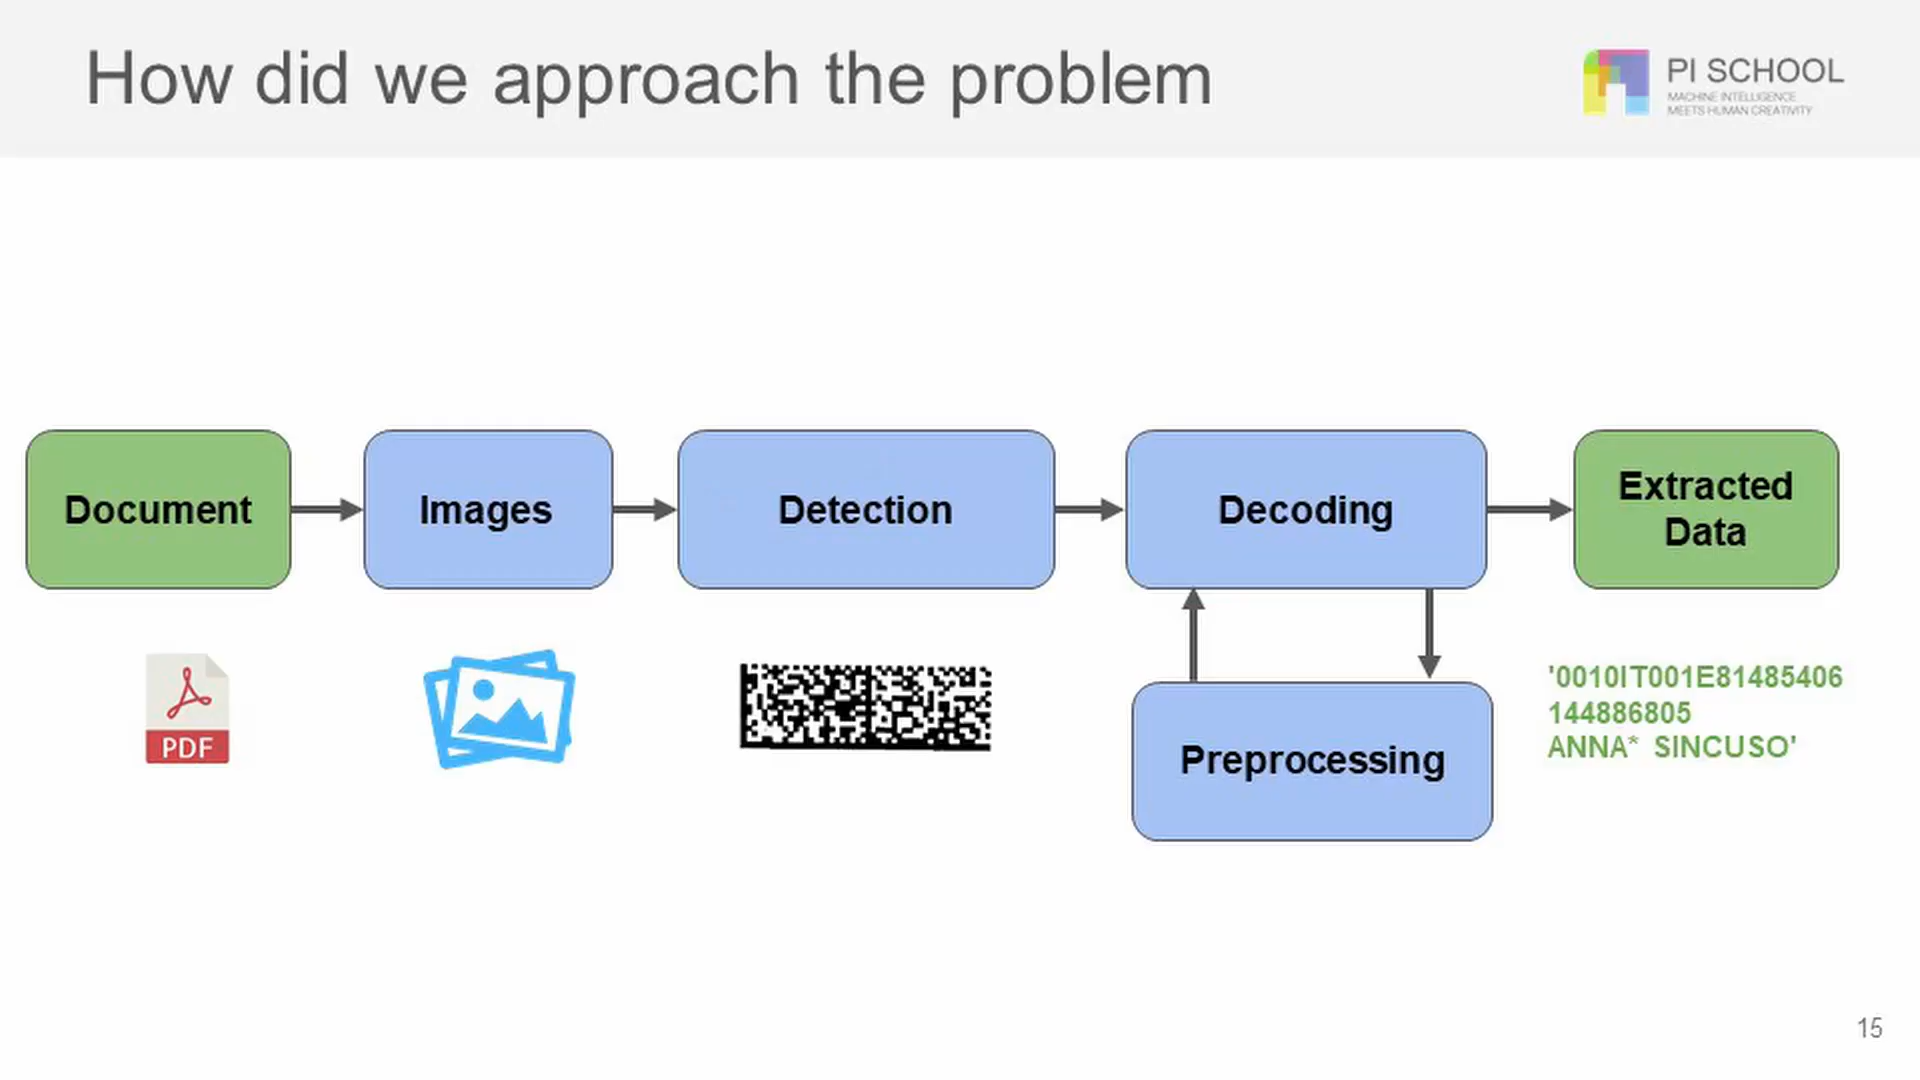 How did we approach the problem
PI SCHOOL
MACHINE INTELLIGENCE
MEETS HUMAN CREATIVITY
Document
Images
Detection
Decoding
Extracted
Data
PDF
Preprocessing
'0010IT001E81485406
144886805
ANNA* SINCUSO'
15